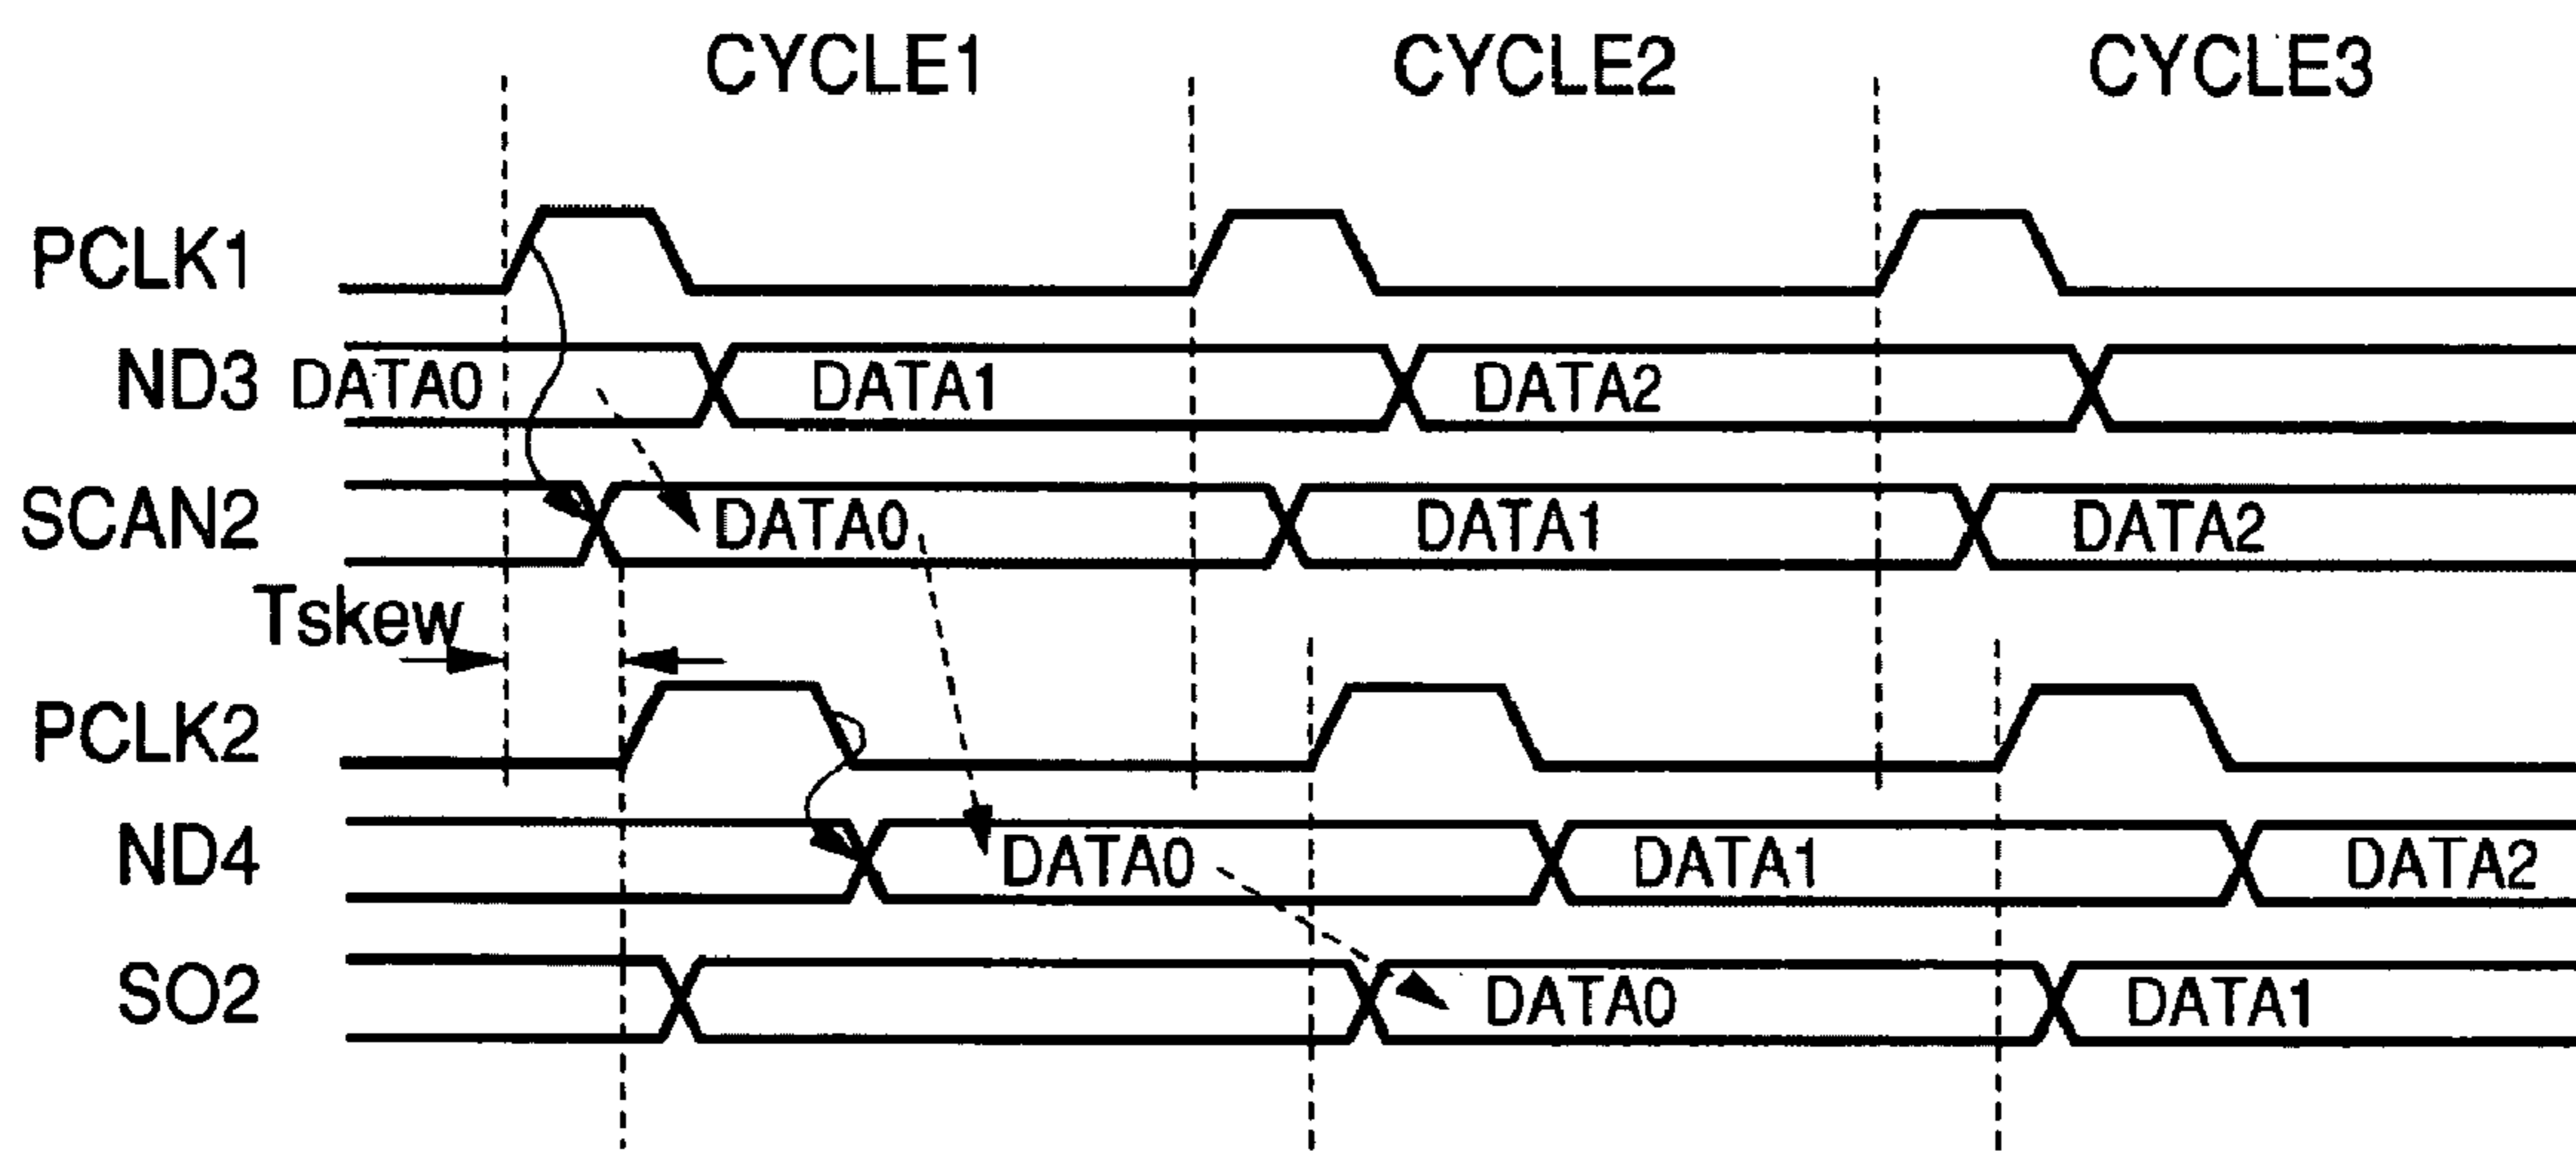 CYCLE1 CYCLE2 CYCLE3
PCLK1
ND3 DATA0 DATA1 DATA2
SCAN2 DATA0 DATA1 DATA2
Tskew
PCLK2
ND4 DATA0 DATA1 DATA2
SO2 DATA0 DATA1